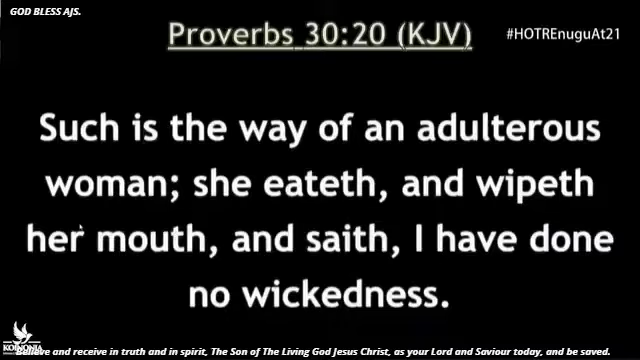 GOD BLESS AJS.
Proverbs 30:20 (KJV)
#HOTREnuguAt21
Such is the way of an adulterous
woman; she eateth, and wipeth
her mouth, and saith, I have done
no wickedness.
KOINONIA
Believe and receive in truth and in spirit, The Son of The Living God Jesus Christ, as your Lord and Saviour today, and be saved.